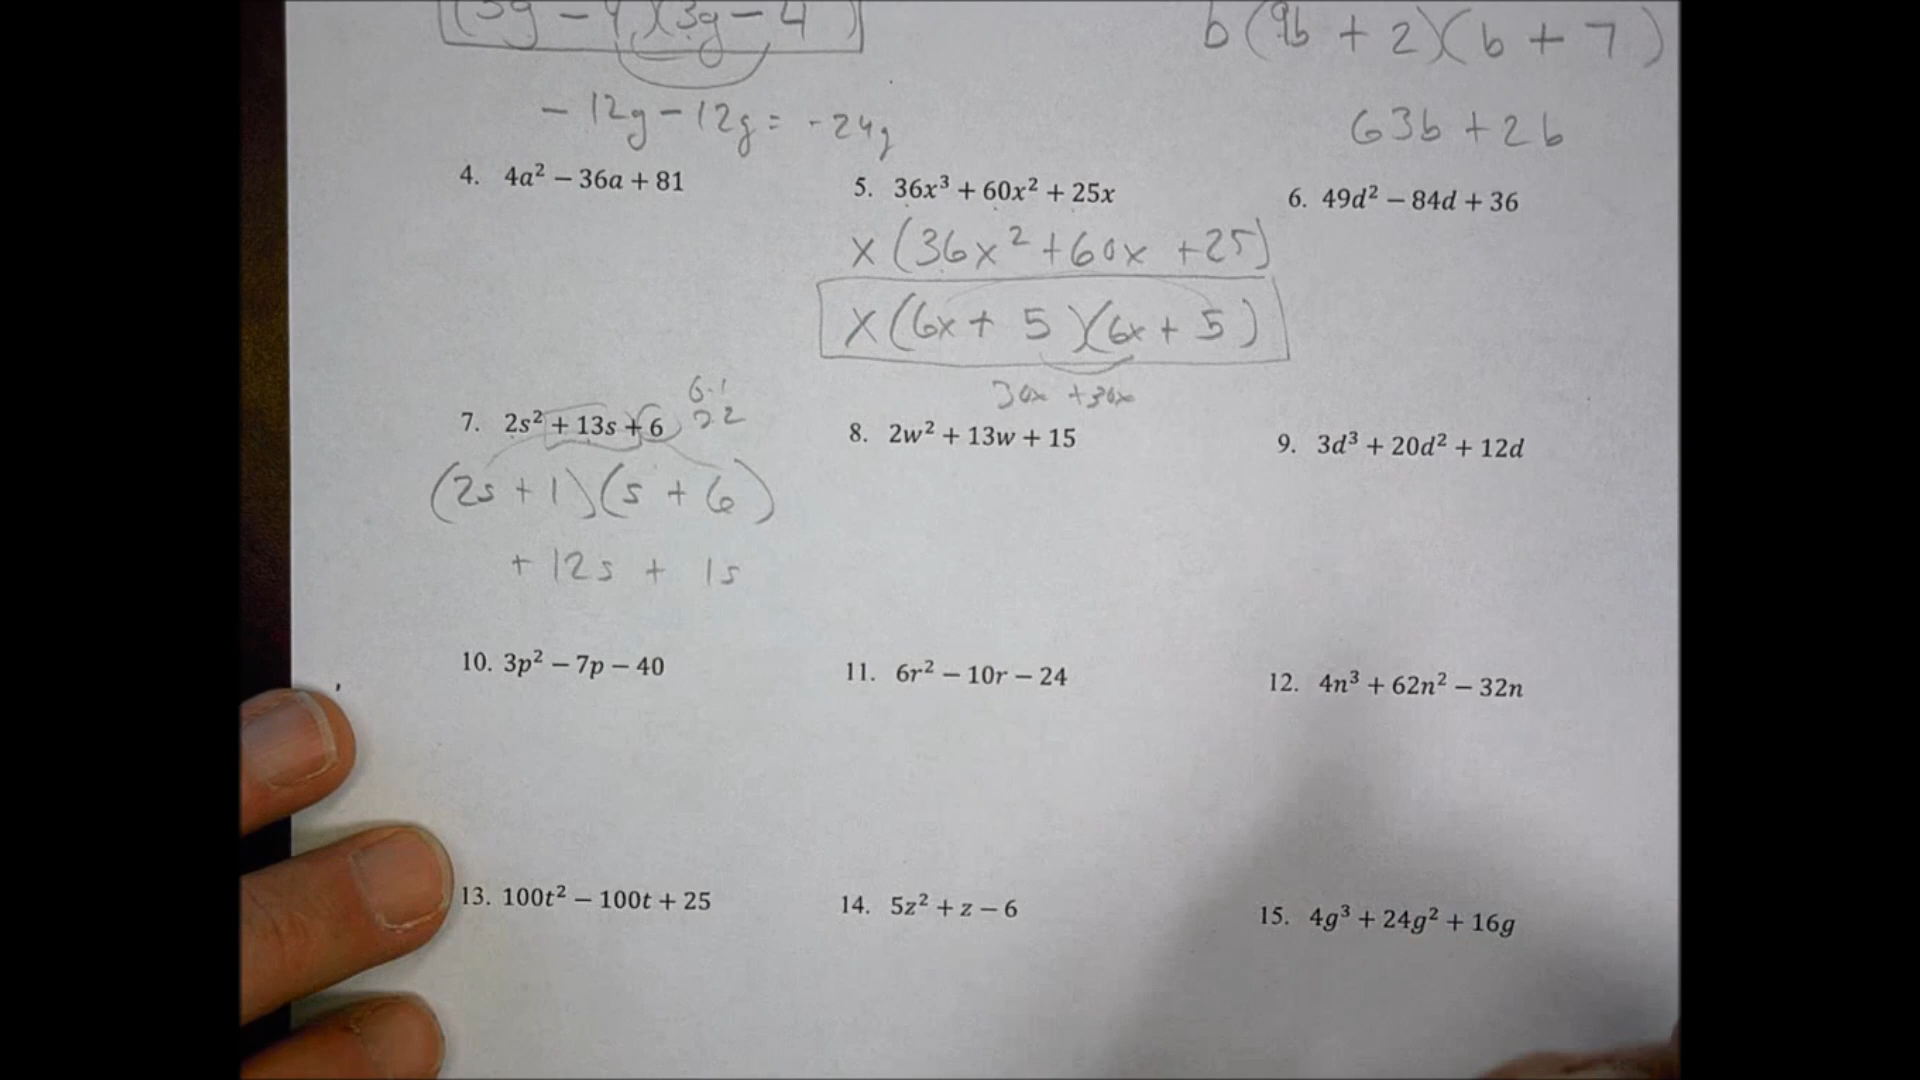 (3g − 4)(3g − 4)
b(9b + 2)(b + 7)
− 12g − 12g = -24g
63b + 2b
4. 4a² − 36a + 81
5. 36x³ + 60x² + 25x
6. 49d² − 84d + 36
x(36x² + 60x + 25)
x(6x + 5)(6x + 5)
30x + 30x
6·1
7. 2s² + 13s + 6
8. 2w² + 13w + 15
9. 3d³ + 20d² + 12d
(2s + 1)(s + 6)
+ 12s + 1s
10. 3p² − 7p − 40
11. 6r² − 10r − 24
12. 4n³ + 62n² − 32n
13. 100t² − 100t + 25
14. 5z² + z − 6
15. 4g³ + 24g² + 16g